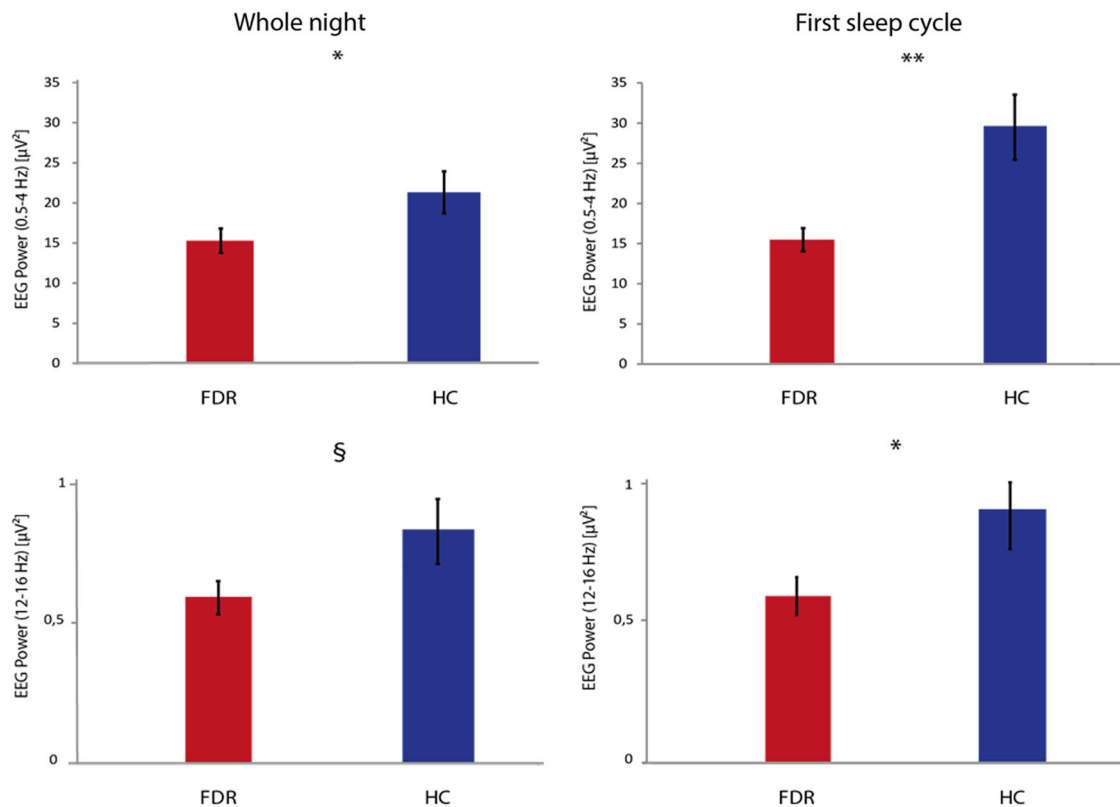 Whole night
*
35
30
25
20
15
10
5
0
EEG Power (0.5-4 Hz) [µV²]
FDR HC
First sleep cycle
**
35
30
25
20
15
10
5
0
EEG Power (0.5-4 Hz) [µV²]
FDR HC
§
1
0,5
0
EEG Power (12-16 Hz) [µV²]
FDR HC
*
1
0,5
0
EEG Power (12-16 Hz) [µV²]
FDR HC